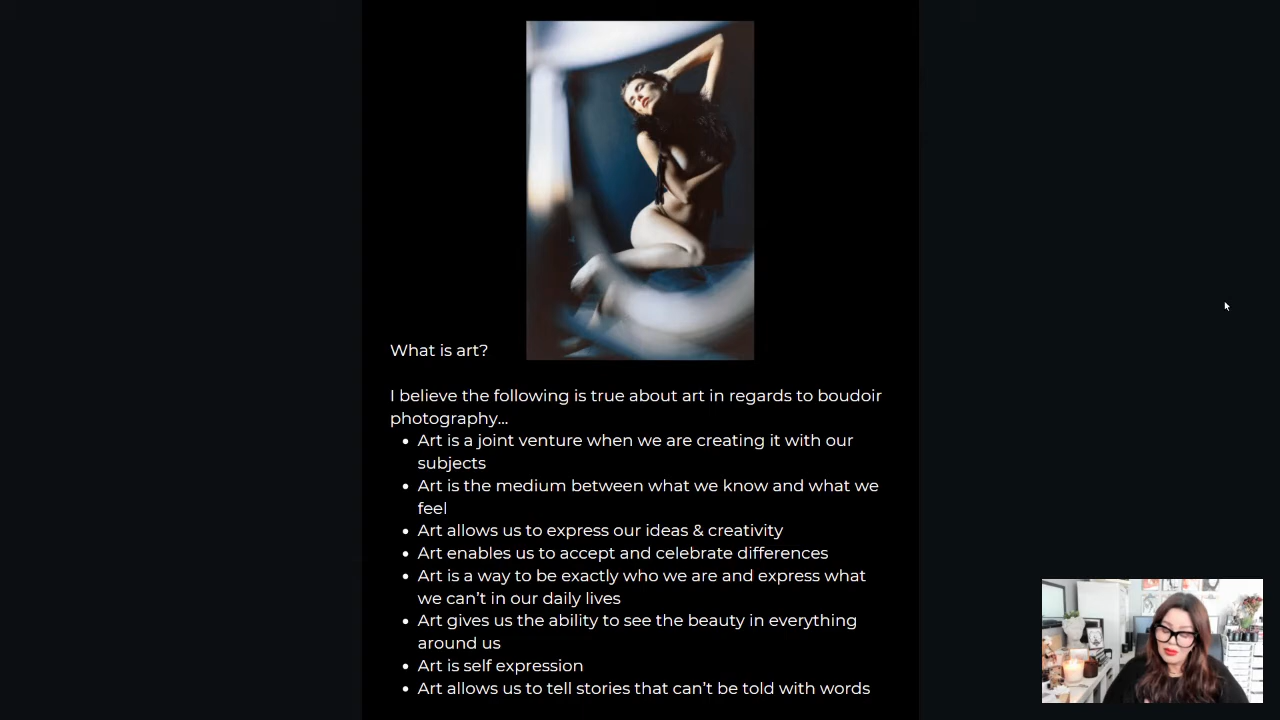 What is art?
I believe the following is true about art in regards to boudoir
photography...
• Art is a joint venture when we are creating it with our
subjects
• Art is the medium between what we know and what we
feel
• Art allows us to express our ideas & creativity
• Art enables us to accept and celebrate differences
• Art is a way to be exactly who we are and express what
we can't in our daily lives
• Art gives us the ability to see the beauty in everything
around us
• Art is self expression
• Art allows us to tell stories that can't be told with words